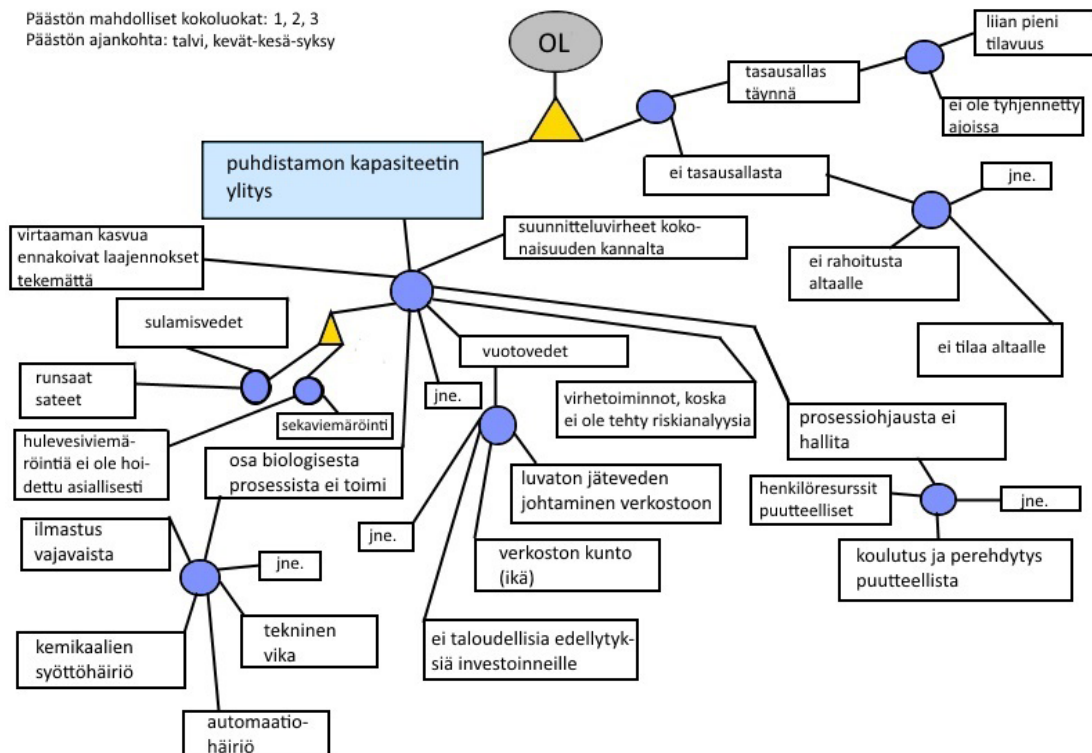 Päästön mahdolliset kokoluokat: 1, 2, 3
Päästön ajankohta: talvi, kevät-kesä-syksy
OL
liian pieni
tilavuus
tasausallas
täynnä
ei ole tyhjennetty
ajoissa
puhdistamon kapasiteetin
ylitys
ei tasausallasta
jne.
virtaaman kasvua
ennakoivat laajennokset
tekemättä
suunnitteluvirheet koko-
naisuuden kannalta
ei rahoitusta
altaalle
sulamisvedet
ei tilaa altaalle
vuotovedet
runsaat
sateet
jne.
virhetoiminnot, koska
ei ole tehty riskianalyysia
prosessiohjausta ei
hallita
sekaviemäröinti
hulevesiviemä-
röintiä ei ole hoi-
dettu asiallisesti
osa biologisesta
prosessista ei toimi
luvaton jäteveden
johtaminen verkostoon
henkilöresurssit
puutteelliset
jne.
ilmastus
vajavaista
jne.
verkoston kunto
(ikä)
koulutus ja perehdytys
puutteellista
jne.
kemikaalien
syöttöhäiriö
tekninen
vika
ei taloudellisia edellytyk-
siä investoinneille
automaatio-
häiriö